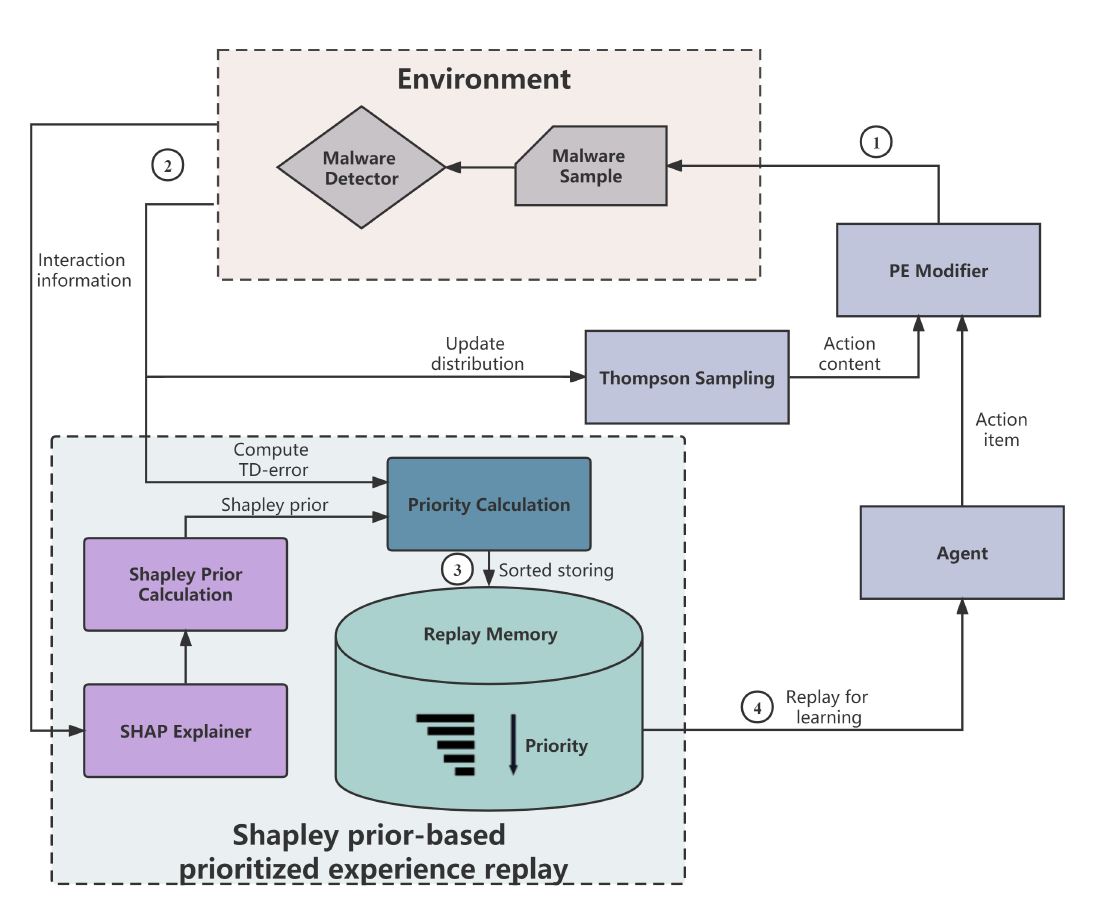 Environment
1
2
Malware
Detector
Malware
Sample
Interaction
information
PE Modifier
Update
distribution
Thompson Sampling
Action
content
Action
item
Compute
TD-error
Shapley prior
Priority Calculation
Agent
3
Sorted storing
Shapley Prior
Calculation
Replay Memory
SHAP Explainer
Priority
4
Replay for
learning
Shapley prior-based
prioritized experience replay